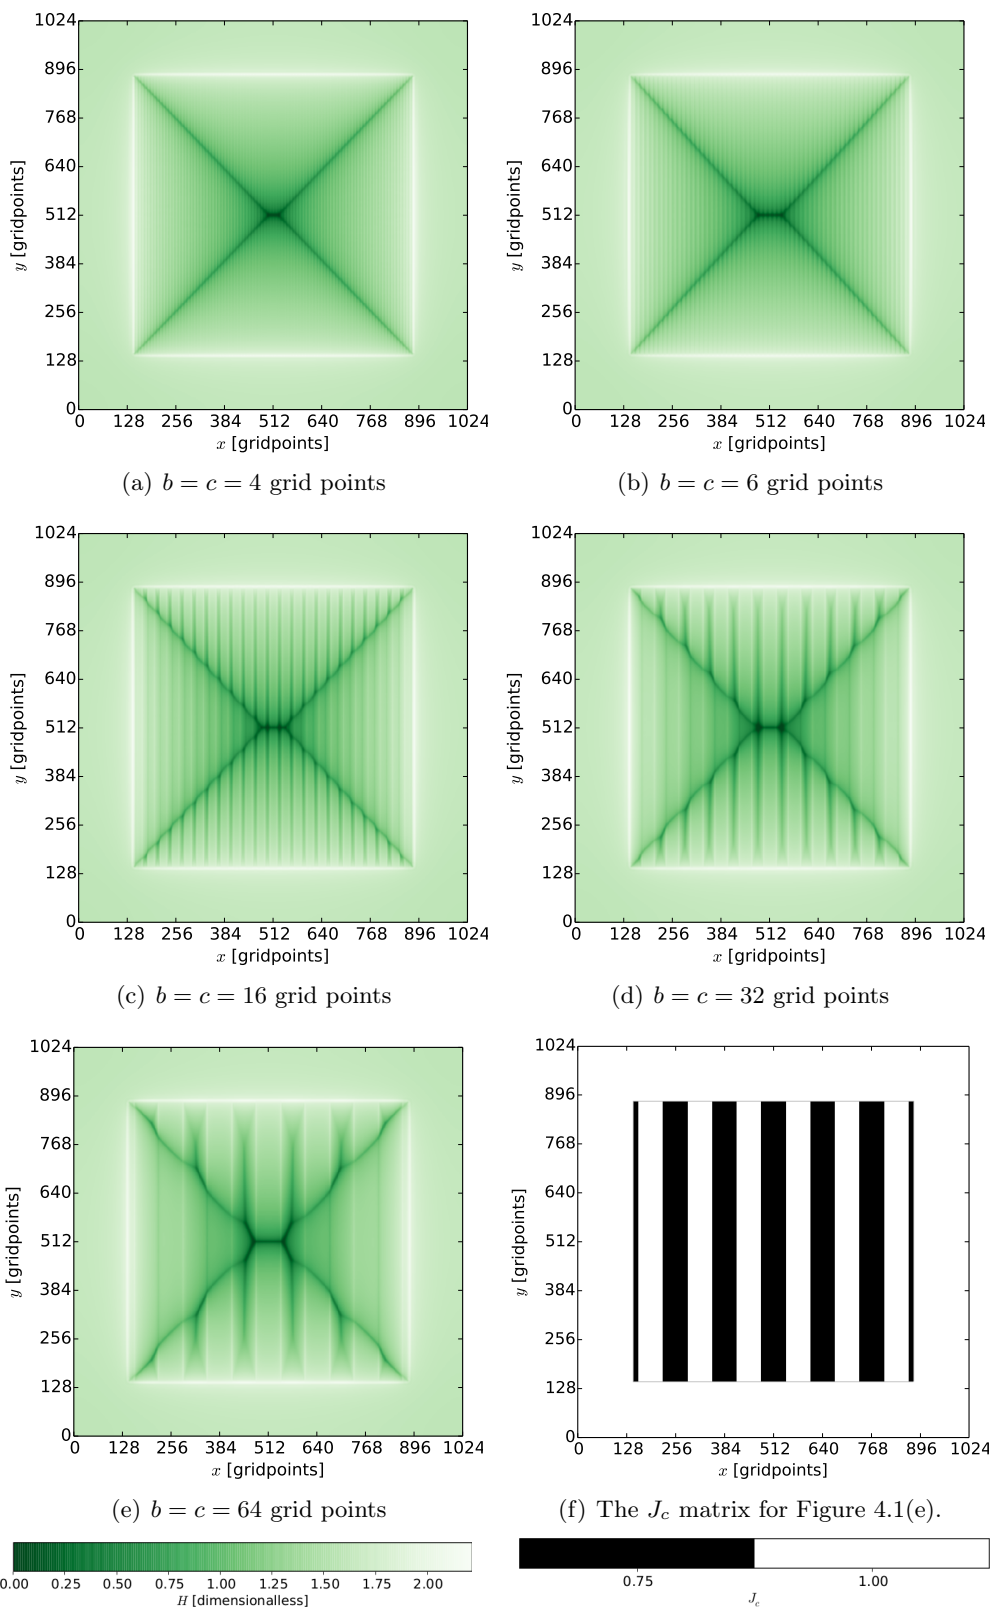 1024
896
768
640
512
384
256
128
0
y [gridpoints]
0 128 256 384 512 640 768 896 1024
x [gridpoints]
(a) b = c = 4 grid points
1024
896
768
640
512
384
256
128
0
y [gridpoints]
0 128 256 384 512 640 768 896 1024
x [gridpoints]
(b) b = c = 6 grid points
1024
896
768
640
512
384
256
128
0
y [gridpoints]
0 128 256 384 512 640 768 896 1024
x [gridpoints]
(c) b = c = 16 grid points
1024
896
768
640
512
384
256
128
0
y [gridpoints]
0 128 256 384 512 640 768 896 1024
x [gridpoints]
(d) b = c = 32 grid points
1024
896
768
640
512
384
256
128
0
y [gridpoints]
0 128 256 384 512 640 768 896 1024
x [gridpoints]
(e) b = c = 64 grid points
1024
896
768
640
512
384
256
128
0
y [gridpoints]
0 128 256 384 512 640 768 896 1024
x [gridpoints]
(f) The J_c matrix for Figure 4.1(e).
0.00 0.25 0.50 0.75 1.00 1.25 1.50 1.75 2.00
H [dimensionalless]
0.75 1.00
J_c